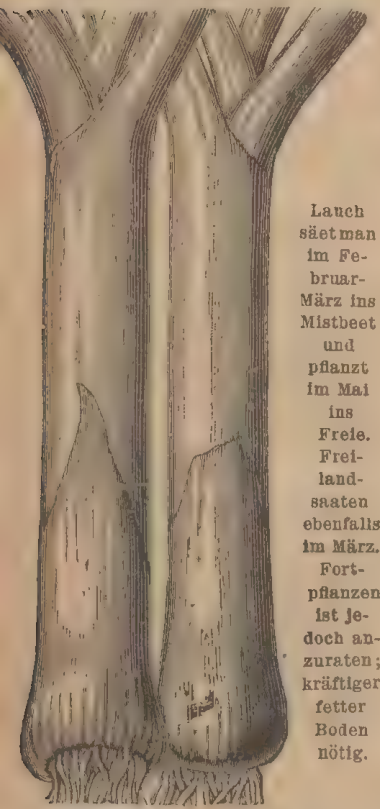 Lauch
säet man
im Fe-
bruar-
März ins
Mistbeet
und
pflanzt
im Mai
ins
Freie.
Frei-
land-
saaten
ebenfalls
im März.
Fort-
pflanzen
ist je-
doch an-
zuraten;
kräftiger
fetter
Boden
nötig.